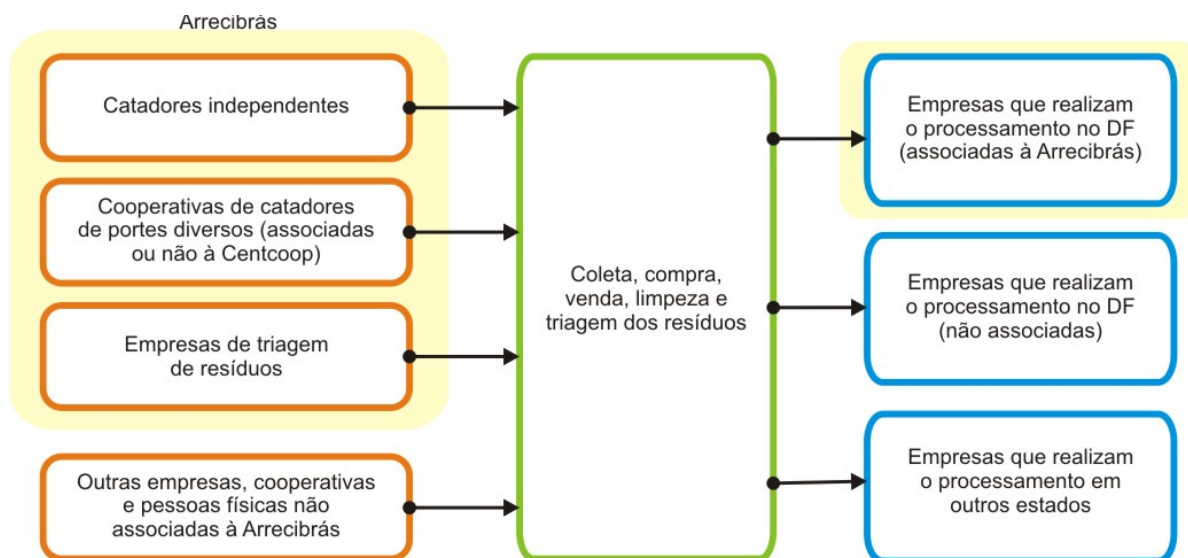 Arrecibrás
Catadores independentes
Cooperativas de catadores
de portes diversos (associadas
ou não à Centcoop)
Empresas de triagem
de resíduos
Outras empresas, cooperativas
e pessoas físicas não
associadas à Arrecibrás
Coleta, compra,
venda, limpeza e
triagem dos resíduos
Empresas que realizam
o processamento no DF
(associadas à Arrecibrás)
Empresas que realizam
o processamento no DF
(não associadas)
Empresas que realizam
o processamento em
outros estados